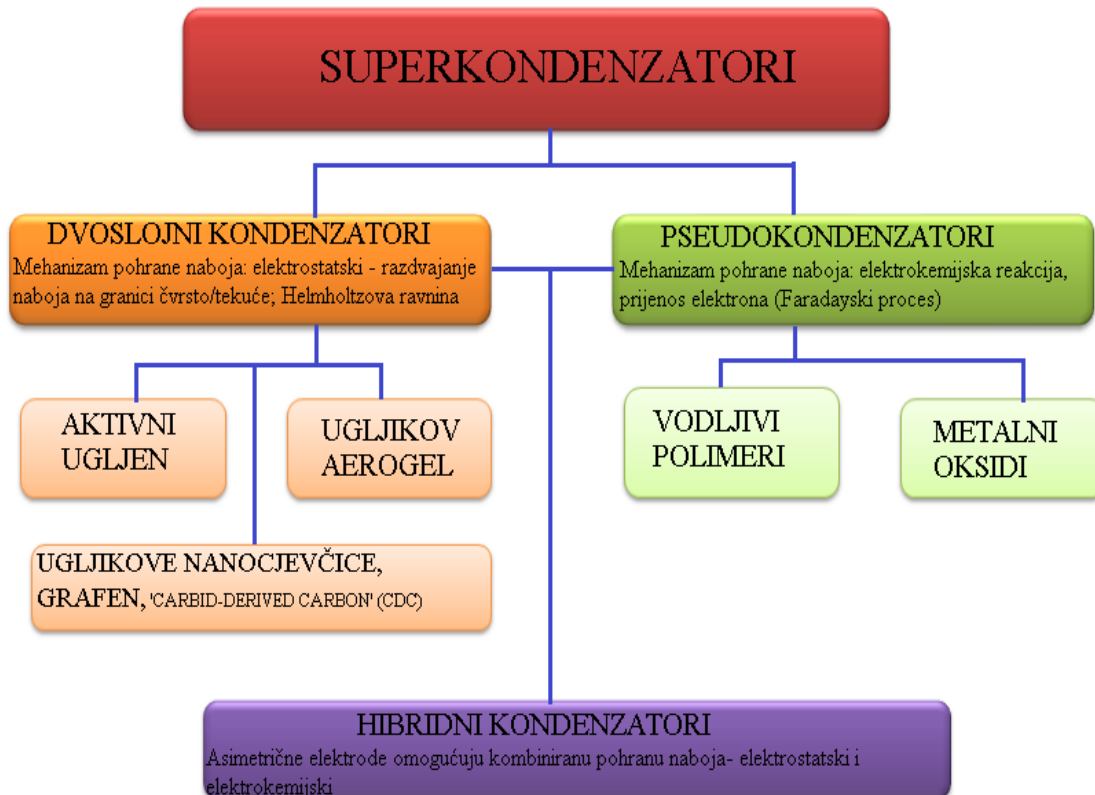 SUPERKONDENZATORI
DVOSLOJNI KONDENZATORI
Mehanizam pohrane naboja: elektrostatski - razdvajanje
naboja na granici čvrsto/tekuće; Helmholtzova ravnina
PSEUDOKONDENZATORI
Mehanizam pohrane naboja: elektrokemijska reakcija,
prijenos elektrona (Faradayski proces)
AKTIVNI
UGLJEN
UGLJIKOV
AEROGEL
VODLJIVI
POLIMERI
METALNI
OKSIDI
UGLJIKOVE NANOCJEVČICE,
GRAFEN, 'CARBID-DERIVED CARBON' (CDC)
HIBRIDNI KONDENZATORI
Asimetrične elektrode omogućuju kombiniranu pohranu naboja- elektrostatski i
elektrokemijski